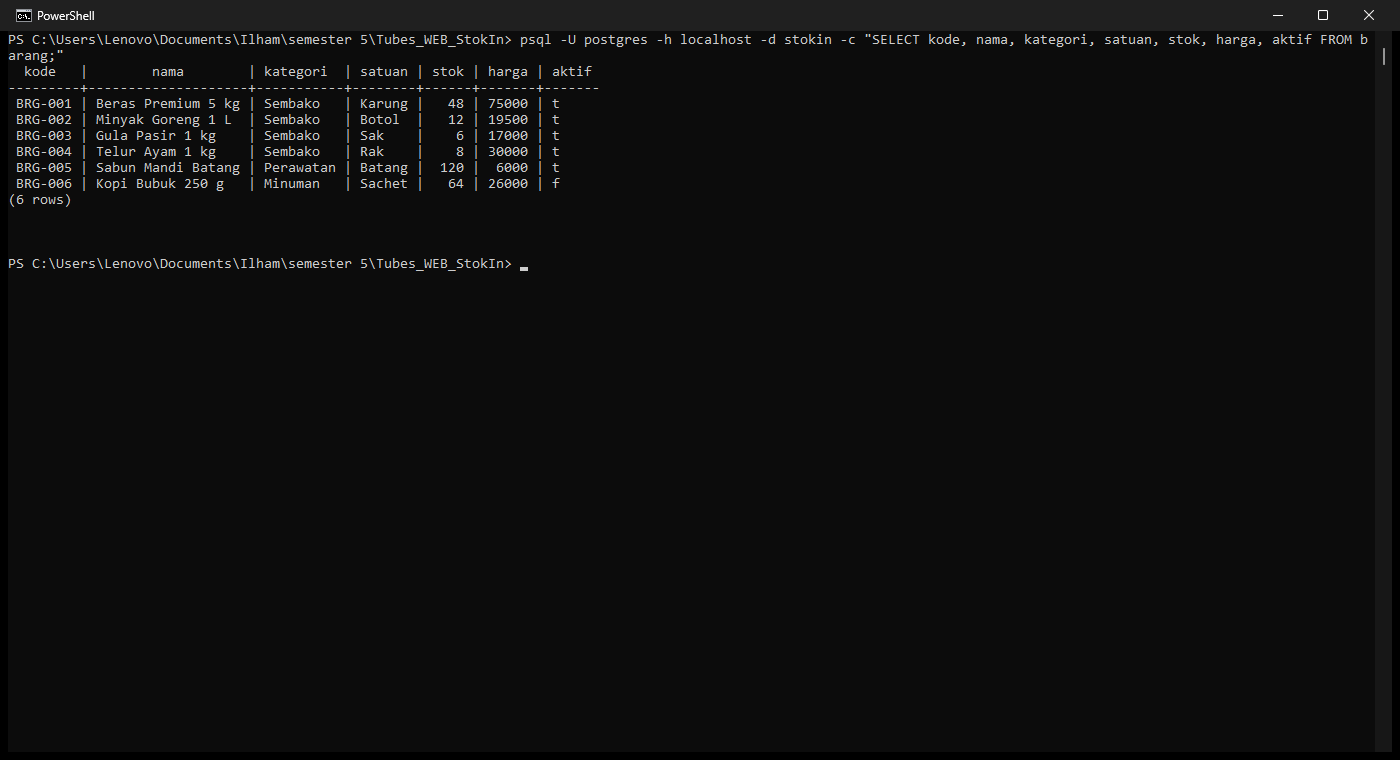 PowerShell
PS C:\Users\Lenovo\Documents\Ilham\semester 5\Tubes_WEB_StokIn> psql -U postgres -h localhost -d stokin -c "SELECT kode, nama, kategori, satuan, stok, harga, aktif FROM b
arang;"
  kode   |        nama        | kategori  | satuan | stok | harga | aktif
---------+--------------------+-----------+--------+------+-------+-------
 BRG-001 | Beras Premium 5 kg | Sembako   | Karung |   48 | 75000 | t
 BRG-002 | Minyak Goreng 1 L  | Sembako   | Botol  |   12 | 19500 | t
 BRG-003 | Gula Pasir 1 kg    | Sembako   | Sak    |    6 | 17000 | t
 BRG-004 | Telur Ayam 1 kg    | Sembako   | Rak    |    8 | 30000 | t
 BRG-005 | Sabun Mandi Batang | Perawatan | Batang |  120 |  6000 | t
 BRG-006 | Kopi Bubuk 250 g   | Minuman   | Sachet |   64 | 26000 | f
(6 rows)
PS C:\Users\Lenovo\Documents\Ilham\semester 5\Tubes_WEB_StokIn>